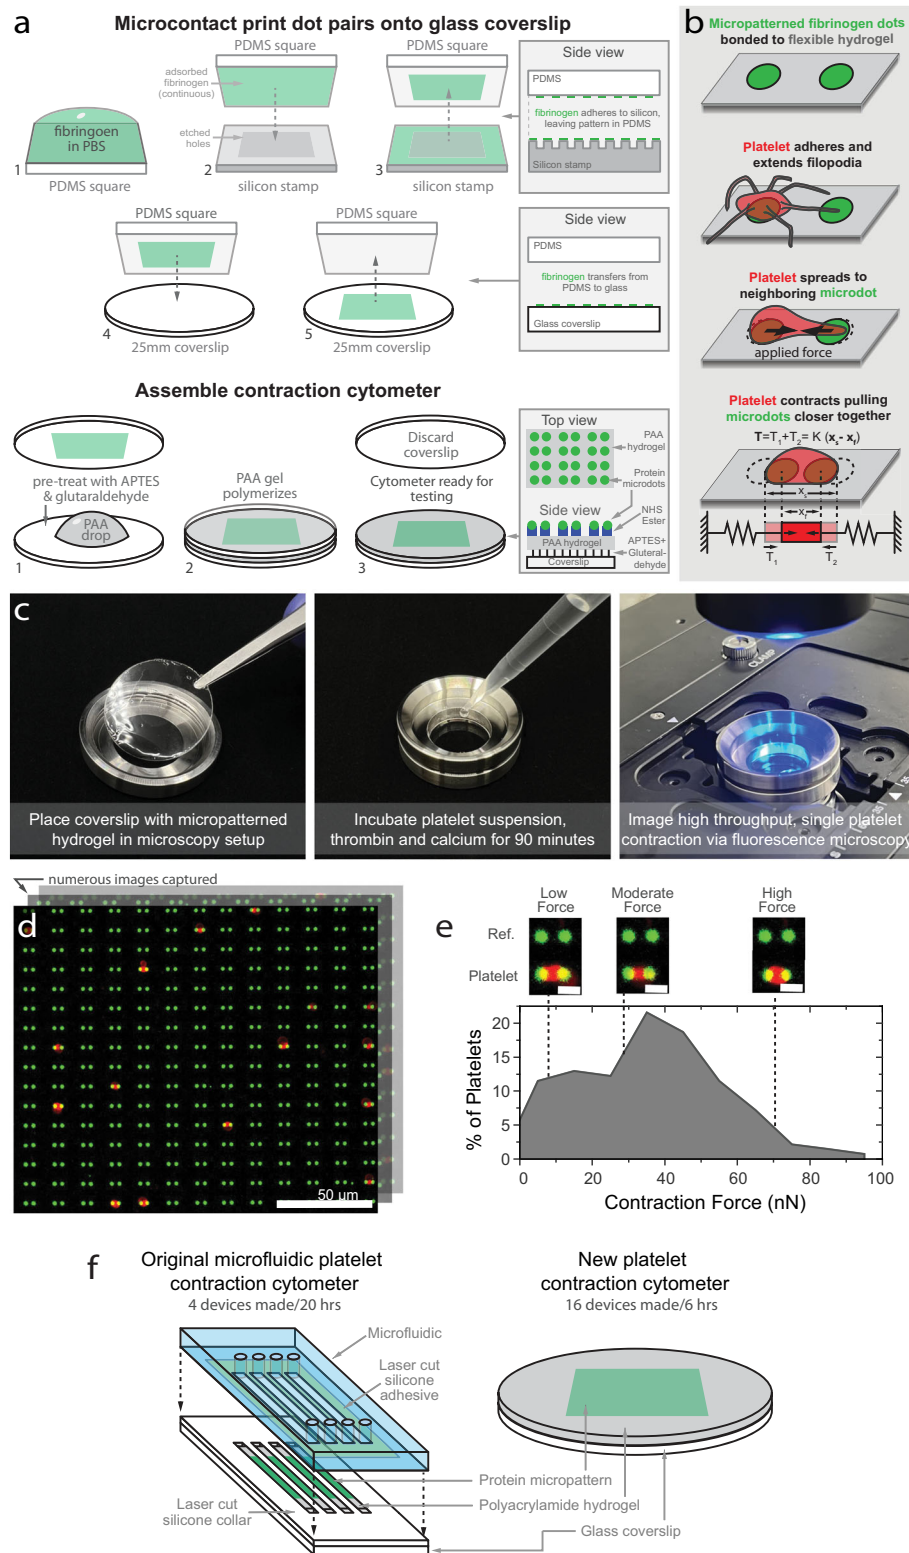 a
Microcontact print dot pairs onto glass coverslip
PDMS square
PDMS square
adsorbed
fibrinogen
(continuous)
fibringoen
in PBS
etched
holes
1
PDMS square
2
silicon stamp
3
silicon stamp
Side view
PDMS
fibrinogen adheres to silicon,
leaving pattern in PDMS
Silicon stamp
PDMS square
PDMS square
4
25mm coverslip
5
25mm coverslip
Side view
PDMS
fibrinogen transfers from
PDMS to glass
Glass coverslip
Assemble contraction cytometer
pre-treat with APTES
& glutaraldehyde
PAA
drop
1
PAA gel
polymerizes
2
Discard
coverslip
Cytometer ready for
testing
3
Top view
PAA
hydrogel
Protein
microdots
Side view
NHS
Ester
PAA hydrogel
APTES+
Gluteral-
dehyde
Coverslip
b
Micropatterned fibrinogen dots
bonded to flexible hydrogel
Platelet adheres and
extends filopodia
Platelet spreads to
neighboring microdot
applied force
Platelet contracts pulling
microdots closer together
T=T1+T2= K (xs- xf)
xs
xf
T1
T2
c
CLAMP
Place coverslip with micropatterned
hydrogel in microscopy setup
Incubate platelet suspension,
thrombin and calcium for 90 minutes
Image high throughput, single platelet
contraction via fluorescence microscopy
numerous images captured
d
50 µm
e
Low
Force
Moderate
Force
High
Force
Ref.
Platelet
% of Platelets
20
15
10
5
0
0
20
40
60
80
100
Contraction Force (nN)
f
Original microfluidic platelet
contraction cytometer
4 devices made/20 hrs
New platelet
contraction cytometer
16 devices made/6 hrs
Microfluidic
Laser cut
silicone
adhesive
Protein micropattern
Polyacrylamide hydrogel
Laser cut
silicone collar
Glass coverslip